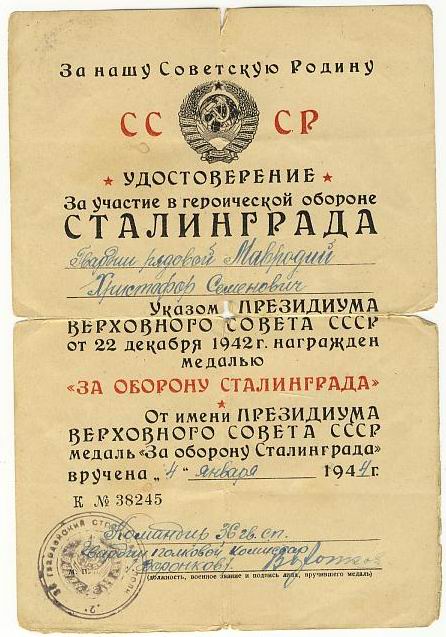 За нашу Советскую Родину
СС СР
УДОСТОВЕРЕНИЕ
За участие в героической обороне
СТАЛИНГРАДА
Гвардии рядовой Мавродий
Христофор Семенович
Указом ПРЕЗИДИУМА
ВЕРХОВНОГО СОВЕТА СССР
от 22 декабря 1942 г. награжден
медалью
«ЗА ОБОРОНУ СТАЛИНГРАДА»
От имени ПРЕЗИДИУМА
ВЕРХОВНОГО СОВЕТА СССР
медаль «За оборону Сталинграда»
вручена „4" января 1944 г.
К № 38245
Командир 36 гв. сп.
Гвардии полковой комиссар
М. П. Воронков
(должность, военное звание и подпись лица, вручившего медаль)